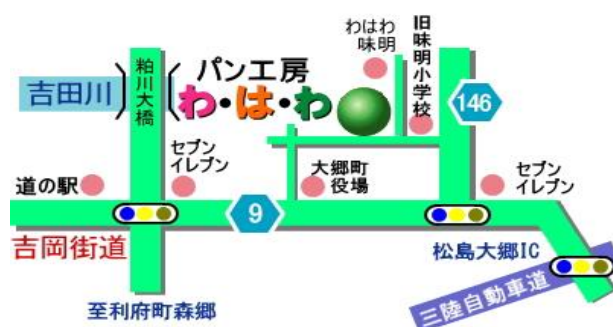 わはわ
味明
旧味明小学校
パン工房
わ・は・わ
粕川大橋
吉田川
146
セブン
イレブン
道の駅
大郷町
役場
セブン
イレブン
9
吉岡街道
松島大郷IC
三陸自動車道
至利府町森郷